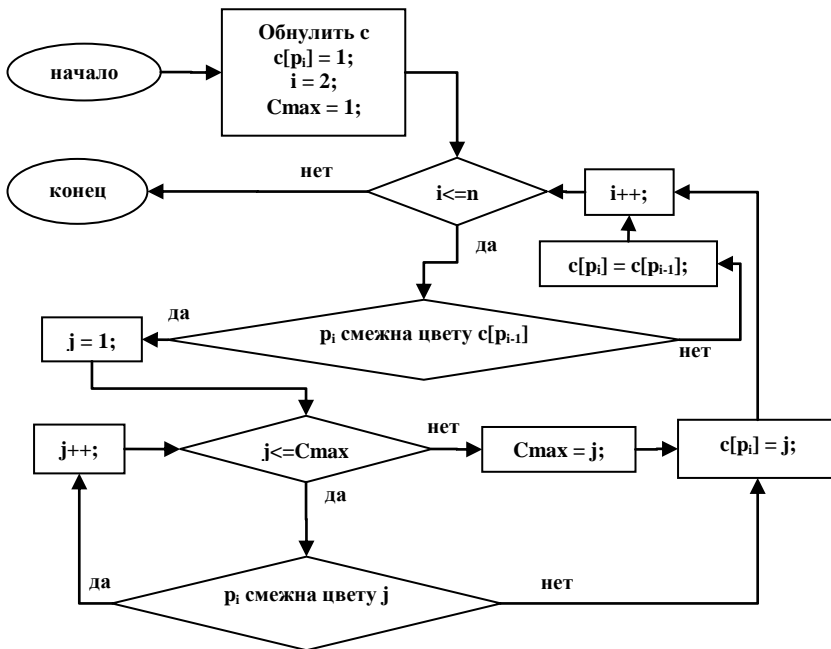 Обнулить c
c[pi] = 1;
i = 2;
Cmax = 1;
начало
нет
конец
i<=n
i++;
да
c[pi] = c[pi-1];
да
pi смежна цвету c[pi-1]
нет
j = 1;
нет
j++;
j<=Cmax
Cmax = j;
c[pi] = j;
да
да
pi смежна цвету j
нет